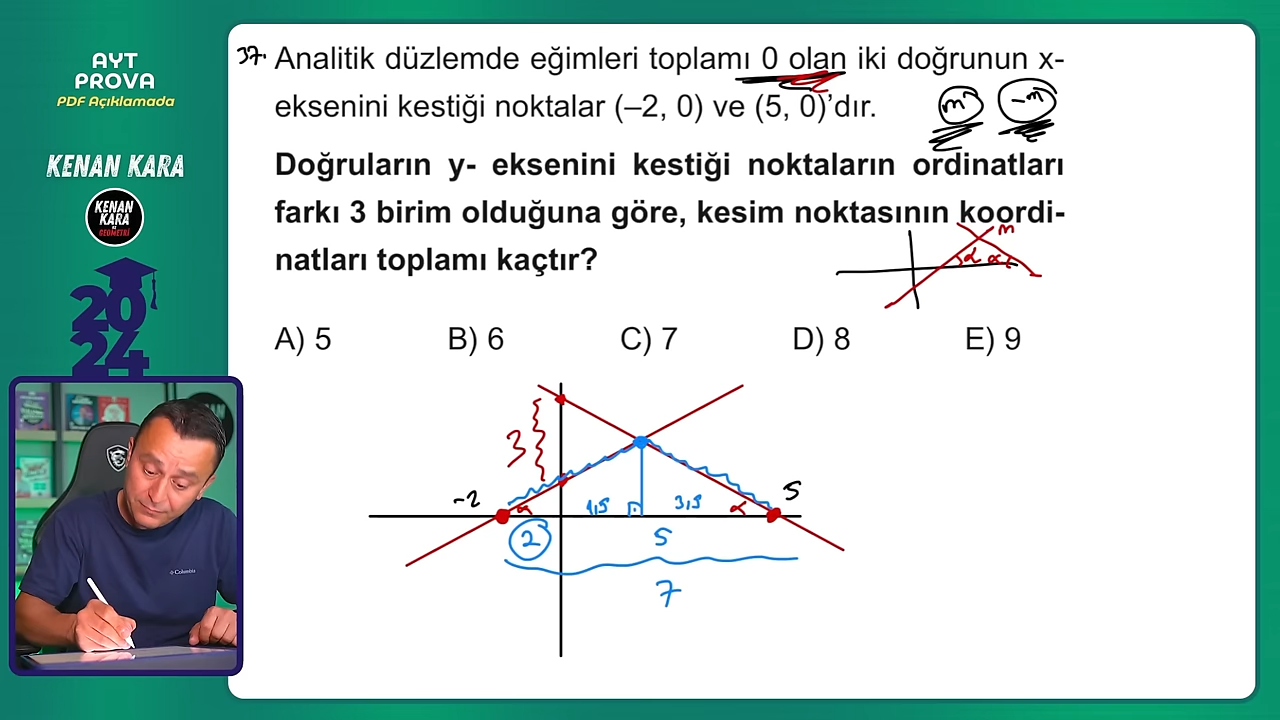 AYT
PROVA
PDF Açıklamada
KENAN KARA
KENAN
KARA
GEOMETRİ
2024
37. Analitik düzlemde eğimleri toplamı 0 olan iki doğrunun x-
eksenini kestiği noktalar (–2, 0) ve (5, 0)'dır.
m -m
Doğruların y- eksenini kestiği noktaların ordinatları
farkı 3 birim olduğuna göre, kesim noktasının koordi-
natları toplamı kaçtır?
m
α α
A) 5 B) 6 C) 7 D) 8 E) 9
3
-2 α 1,5 3,5 α 5
2 5
7
Columbia